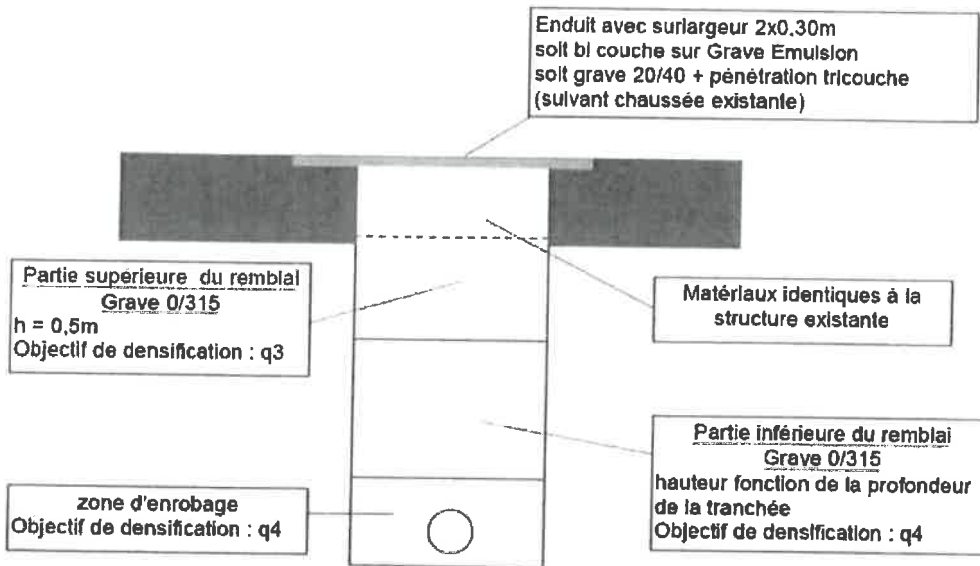 Enduit avec surlargeur 2x0,30m
soit bi couche sur Grave Emulsion
soit grave 20/40 + pénétration tricouche
(suivant chaussée existante)
Partie supérieure du remblai
Grave 0/315
h = 0,5m
Objectif de densification : q3
Matériaux identiques à la
structure existante
Partie inférieure du remblai
Grave 0/315
hauteur fonction de la profondeur
de la tranchée
Objectif de densification : q4
zone d'enrobage
Objectif de densification : q4